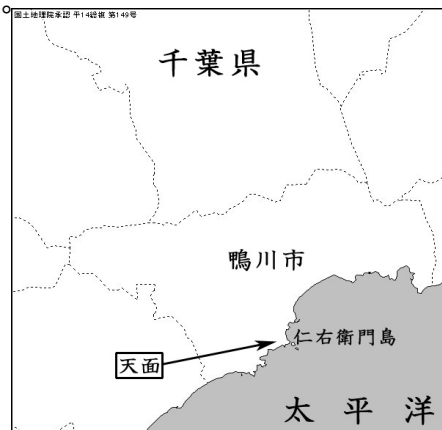 国土地理院承認 平14総複 第149号
千葉県
鴨川市
仁右衛門島
天面
太平洋